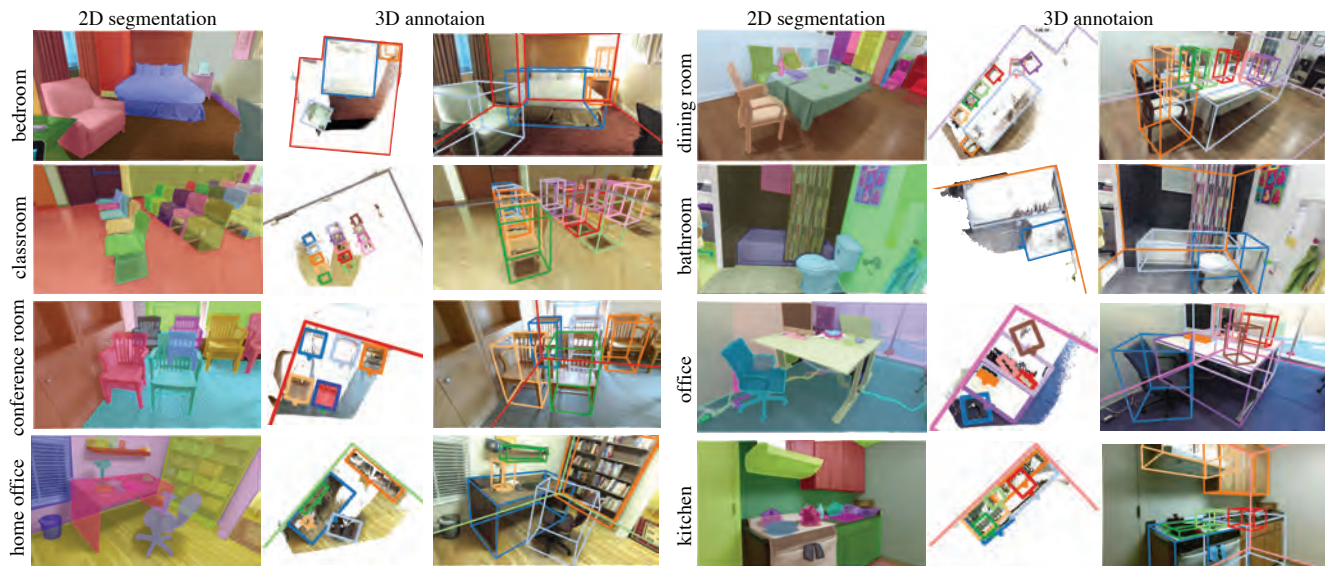 2D segmentation 3D annotaion 2D segmentation 3D annotaion
bedroom
dining room
classroom
bathroom
conference room
office
home office
kitchen